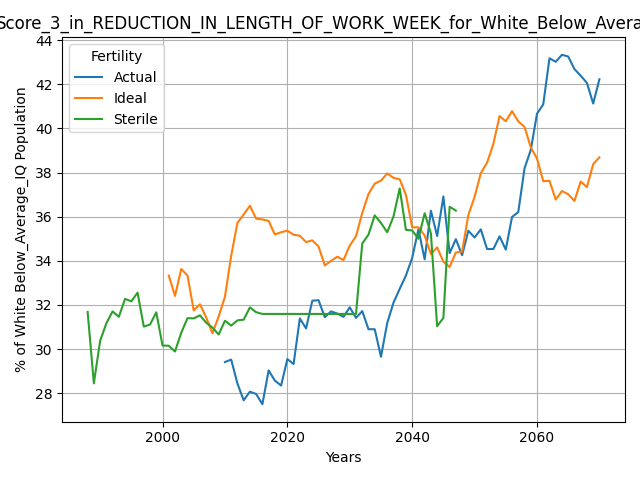 Score_3_in_REDUCTION_IN_LENGTH_OF_WORK_WEEK_for_White_Below_Avera
44
42
40
38
36
34
32
30
28
% of White Below_Average_IQ Population
Fertility
Actual
Ideal
Sterile
2000
2020
2040
2060
Years